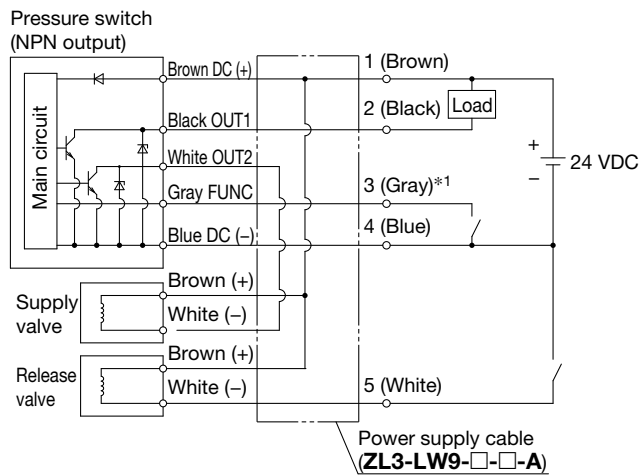 Pressure switch
(NPN output)
Main circuit
Brown DC (+)
Black OUT1
White OUT2
Gray FUNC
Blue DC (−)
1 (Brown)
2 (Black)
Load
3 (Gray)*1
4 (Blue)
+
−
24 VDC
Supply
valve
Brown (+)
White (−)
Release
valve
Brown (+)
White (−)
5 (White)
Power supply cable
(ZL3-LW9-□-□-A)